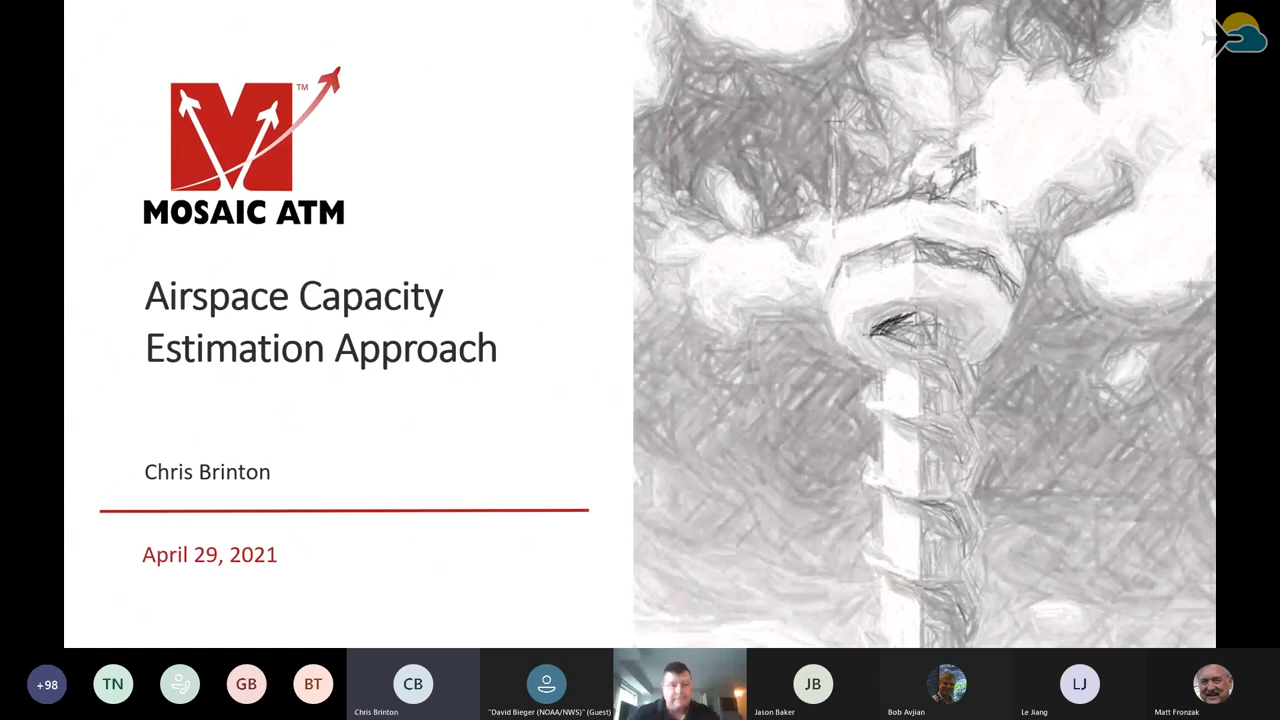 TM
MOSAIC ATM
Airspace Capacity
Estimation Approach
Chris Brinton
April 29, 2021
+98
TN
GB
BT
CB
Chris Brinton
"David Bieger (NOAA/NWS)" (Guest)
JB
Jason Baker
Bob Avjian
LJ
Le Jiang
Matt Fronzak